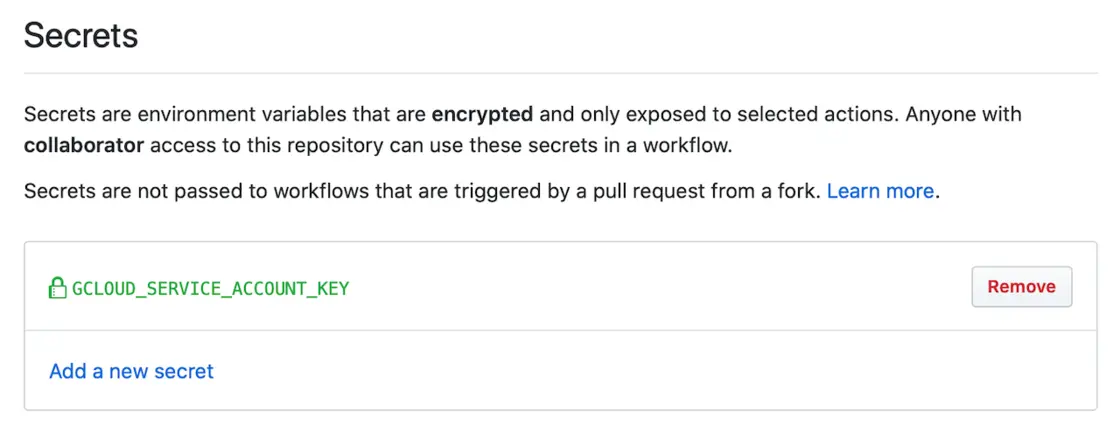 Secrets
Secrets are environment variables that are encrypted and only exposed to selected actions. Anyone with
collaborator access to this repository can use these secrets in a workflow.
Secrets are not passed to workflows that are triggered by a pull request from a fork. Learn more.
GCLOUD_SERVICE_ACCOUNT_KEY
Remove
Add a new secret